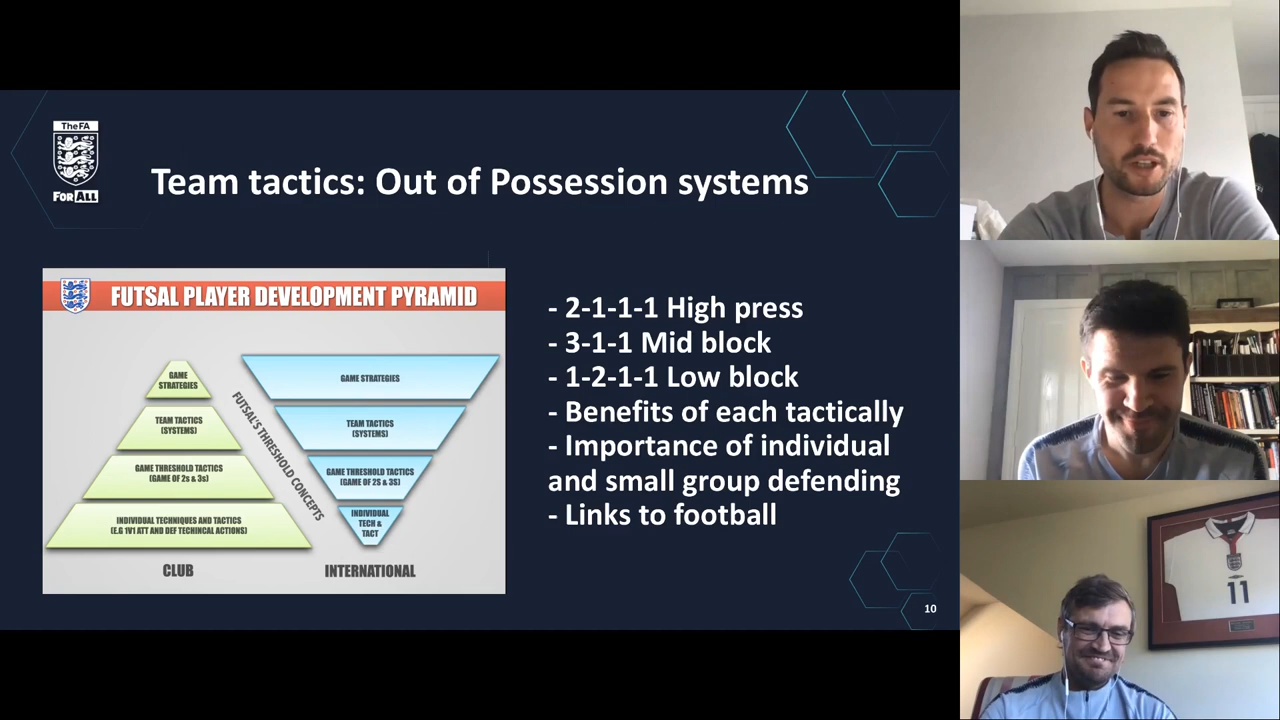 TheFA
FOR ALL
Team tactics: Out of Possession systems
FUTSAL PLAYER DEVELOPMENT PYRAMID
GAME
STRATEGIES
TEAM TACTICS
(SYSTEMS)
GAME THRESHOLD TACTICS
(GAME OF 2s & 3s)
INDIVIDUAL TECHNIQUES AND TACTICS
(E.G 1V1 ATT AND DEF TECHINCAL ACTIONS)
CLUB
FUTSAL'S THRESHOLD CONCEPTS
GAME STRATEGIES
TEAM TACTICS
(SYSTEMS)
GAME THRESHOLD TACTICS
(GAME OF 2S & 3S)
INDIVIDUAL
TECH &
TACT
INTERNATIONAL
- 2-1-1-1 High press
- 3-1-1 Mid block
- 1-2-1-1 Low block
- Benefits of each tactically
- Importance of individual
and small group defending
- Links to football
10
11